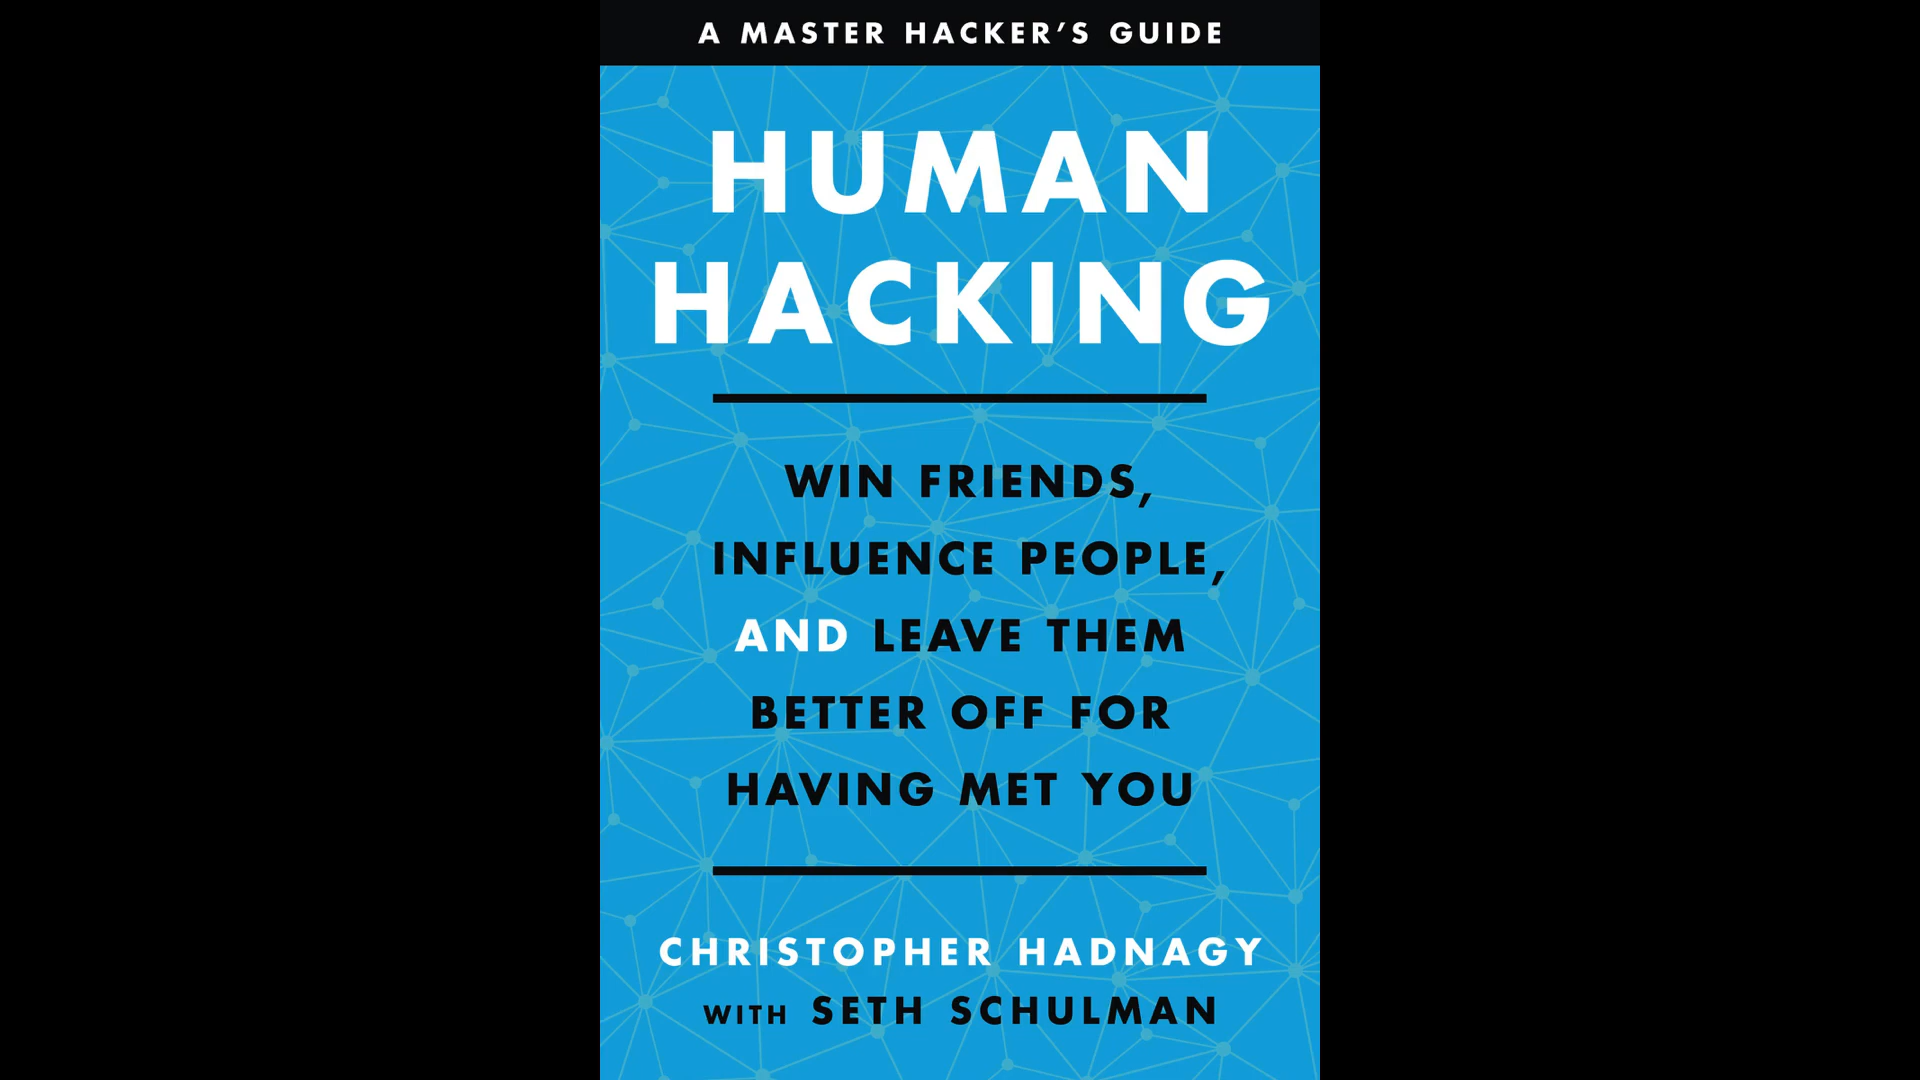 A MASTER HACKER’S GUIDE
HUMAN
HACKING
WIN FRIENDS,
INFLUENCE PEOPLE,
AND LEAVE THEM
BETTER OFF FOR
HAVING MET YOU
CHRISTOPHER HADNAGY
WITH SETH SCHULMAN